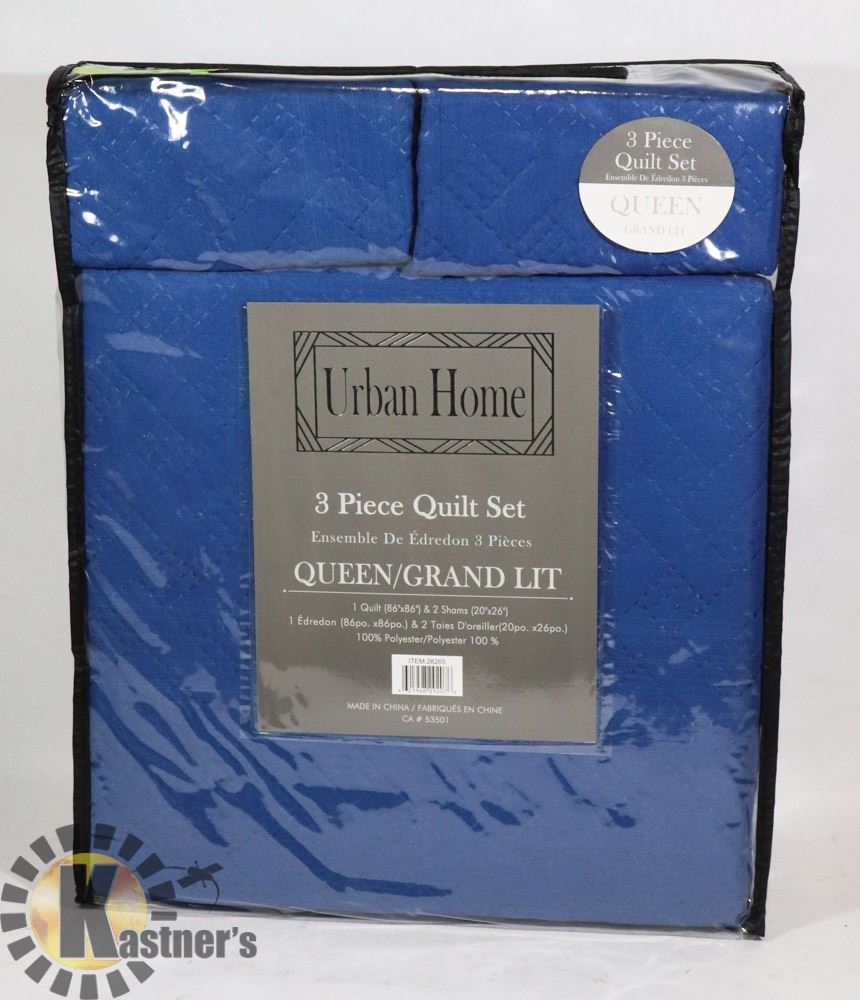 3 Piece
Quilt Set
Ensemble De Édredon 3 Pièces
QUEEN
GRAND LIT
Urban Home
3 Piece Quilt Set
Ensemble De Édredon 3 Pièces
QUEEN/GRAND LIT
1 Quilt (86"x86") & 2 Shams (20"x26")
1 Édredon (86po. x86po.) & 2 Taies D'oreiller(20po. x26po.)
100% Polyester/Polyester 100 %
ITEM:28265
MADE IN CHINA / FABRIQUÉS EN CHINE
CA # 53501
Kastner's